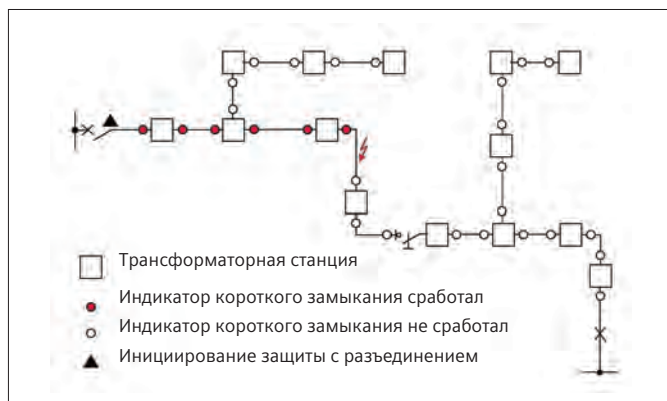 Трансформаторная станция
Индикатор короткого замыкания сработал
Индикатор короткого замыкания не сработал
Инициирование защиты с разъединением